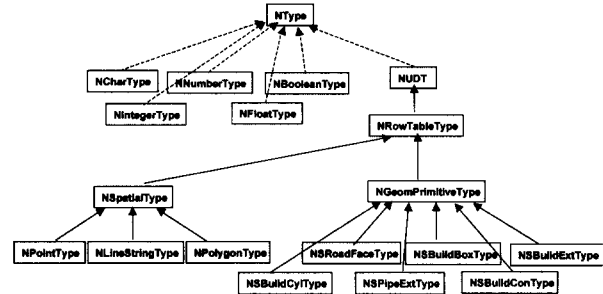 NType
NCharType
NNumberType
NBooleanType
NUDT
NIntegerType
NFloatType
NRowTableType
NSpatialType
NGeomPrimitiveType
NPointType
NLineStringType
NPolygonType
NSRoadFaceType
NSBuildBoxType
NSBuildExtType
NSBuildCylType
NSPipeExtType
NSBuildConType